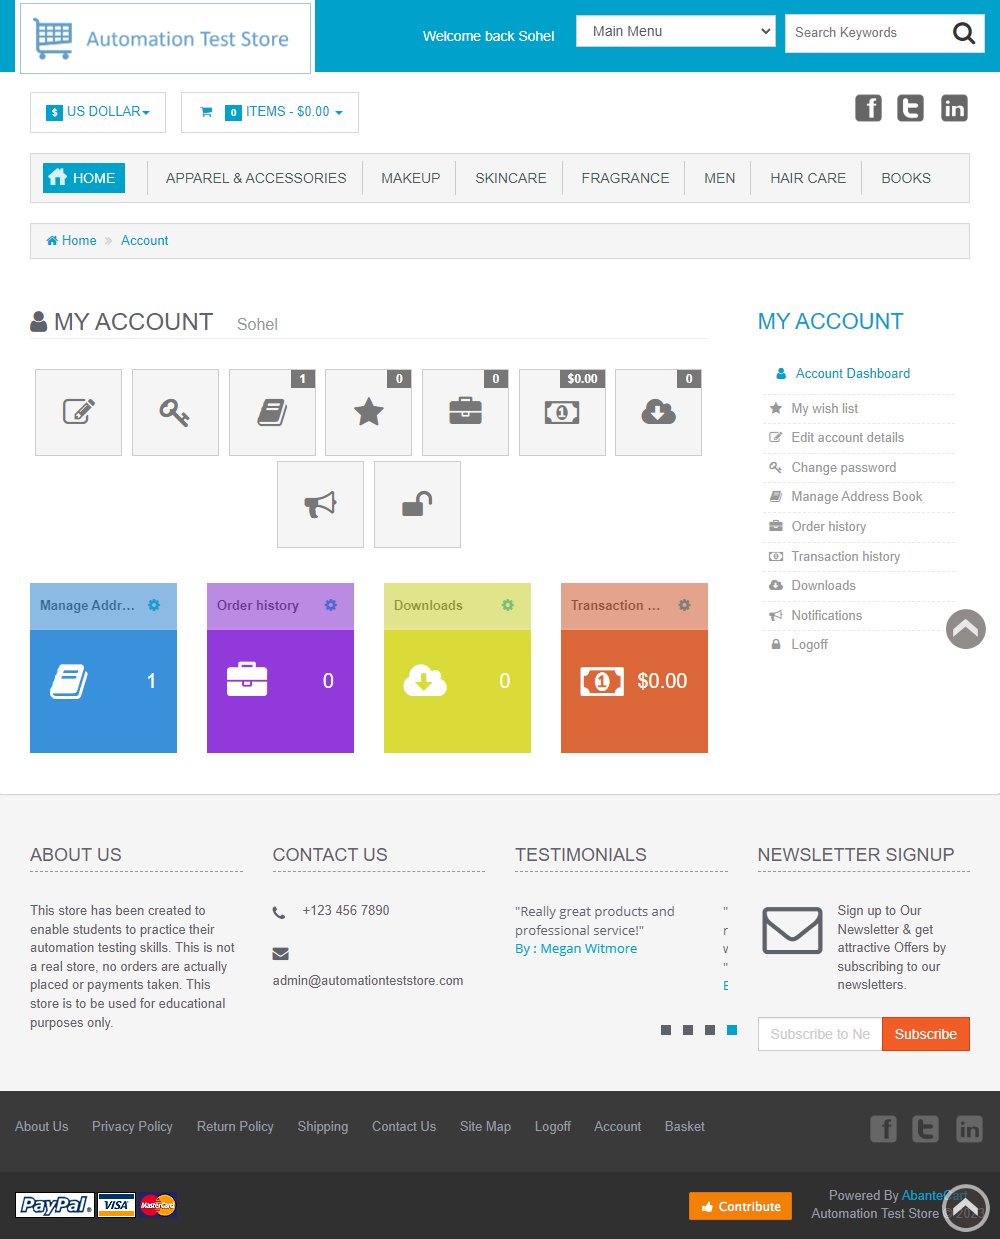 Automation Test Store
Welcome back Sohel
Main Menu
Search Keywords
$ US DOLLAR
0 ITEMS - $0.00
f t in
HOME
APPAREL & ACCESSORIES
MAKEUP
SKINCARE
FRAGRANCE
MEN
HAIR CARE
BOOKS
Home » Account
MY ACCOUNT Sohel
1
0
0
$0.00
0
MY ACCOUNT
Account Dashboard
My wish list
Edit account details
Change password
Manage Address Book
Order history
Transaction history
Downloads
Notifications
Logoff
Manage Addr...
1
Order history
0
Downloads
0
Transaction ...
$0.00
ABOUT US
This store has been created to
enable students to practice their
automation testing skills. This is not
a real store, no orders are actually
placed or payments taken. This
store is to be used for educational
purposes only.
CONTACT US
+123 456 7890
admin@automationteststore.com
TESTIMONIALS
"Really great products and
professional service!"
By : Megan Witmore
NEWSLETTER SIGNUP
Sign up to Our
Newsletter & get
attractive Offers by
subscribing to our
newsletters.
Subscribe to Ne
Subscribe
About Us
Privacy Policy
Return Policy
Shipping
Contact Us
Site Map
Logoff
Account
Basket
f t in
PayPal
VISA
MasterCard
Contribute
Powered By AbanteCart
Automation Test Store © 2023